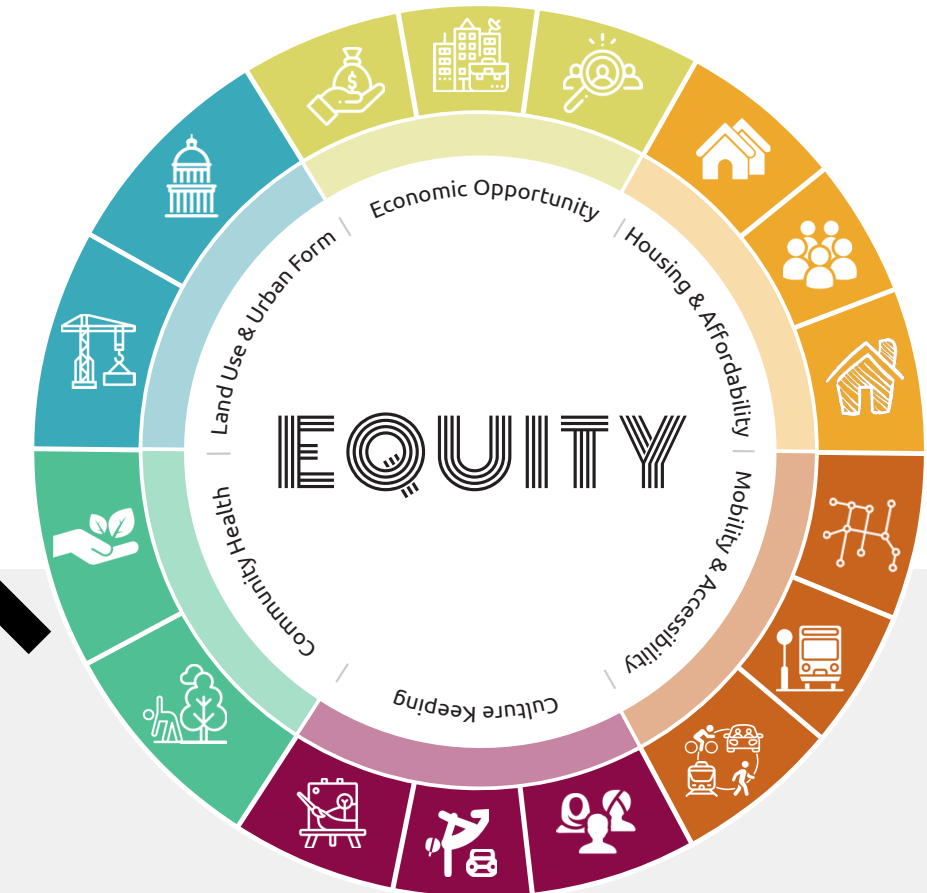 Economic Opportunity
Housing & Affordability
Mobility & Accessibility
Culture Keeping
Community Health
Land Use & Urban Form
EQUITY
$